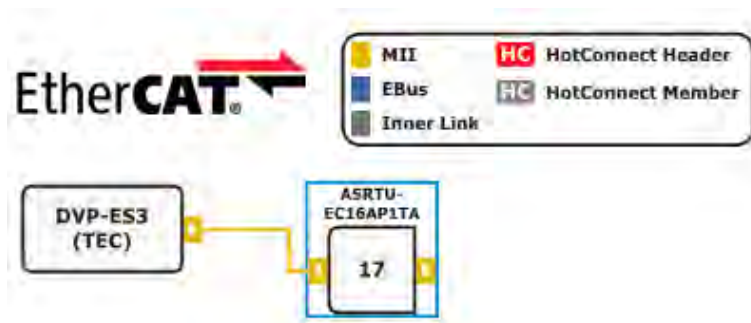 EtherCAT®
MII
HC HotConnect Header
EBus
HC HotConnect Member
Inner Link
DVP-ES3
(TEC)
ASRTU-
EC16AP1TA
17